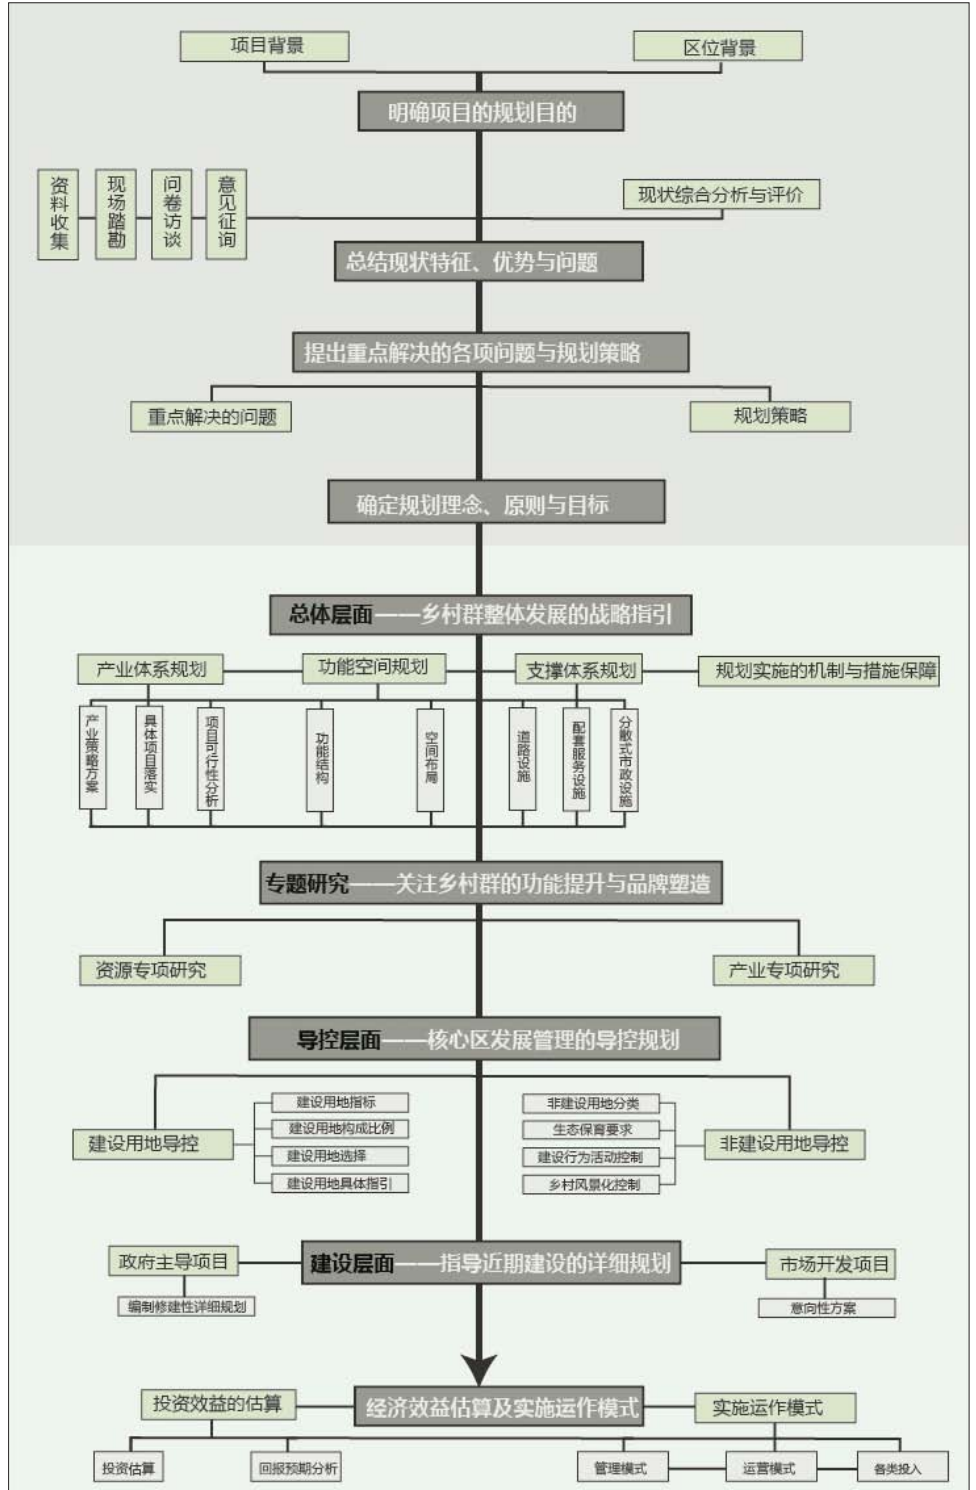 项目背景
区位背景
明确项目的规划目的
资料收集
现场踏勘
问卷访谈
意见征询
现状综合分析与评价
总结现状特征、优势与问题
提出重点解决的各项问题与规划策略
重点解决的问题
规划策略
确定规划理念、原则与目标
总体层面——乡村群整体发展的战略指引
产业体系规划
功能空间规划
支撑体系规划
规划实施的机制与措施保障
产业策略方案
具体项目落实
项目可行性分析
功能结构
空间布局
道路设施
配套服务设施
分散式市政设施
专题研究——关注乡村群的功能提升与品牌塑造
资源专项研究
产业专项研究
导控层面——核心区发展管理的导控规划
建设用地导控
建设用地指标
建设用地构成比例
建设用地选择
建设用地具体指引
非建设用地分类
生态保育要求
建设行为活动控制
乡村风景化控制
非建设用地导控
建设层面——指导近期建设的详细规划
政府主导项目
编制修建性详细规划
市场开发项目
意向性方案
经济效益估算及实施运作模式
投资效益的估算
实施运作模式
投资估算
回报预期分析
管理模式
运营模式
各类投入